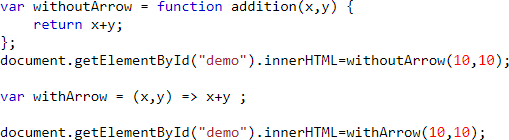 var withoutArrow = function addition(x,y) {
    return x+y;
};
document.getElementById("demo").innerHTML=withoutArrow(10,10);
var withArrow = (x,y) => x+y ;
document.getElementById("demo").innerHTML=withArrow(10,10);